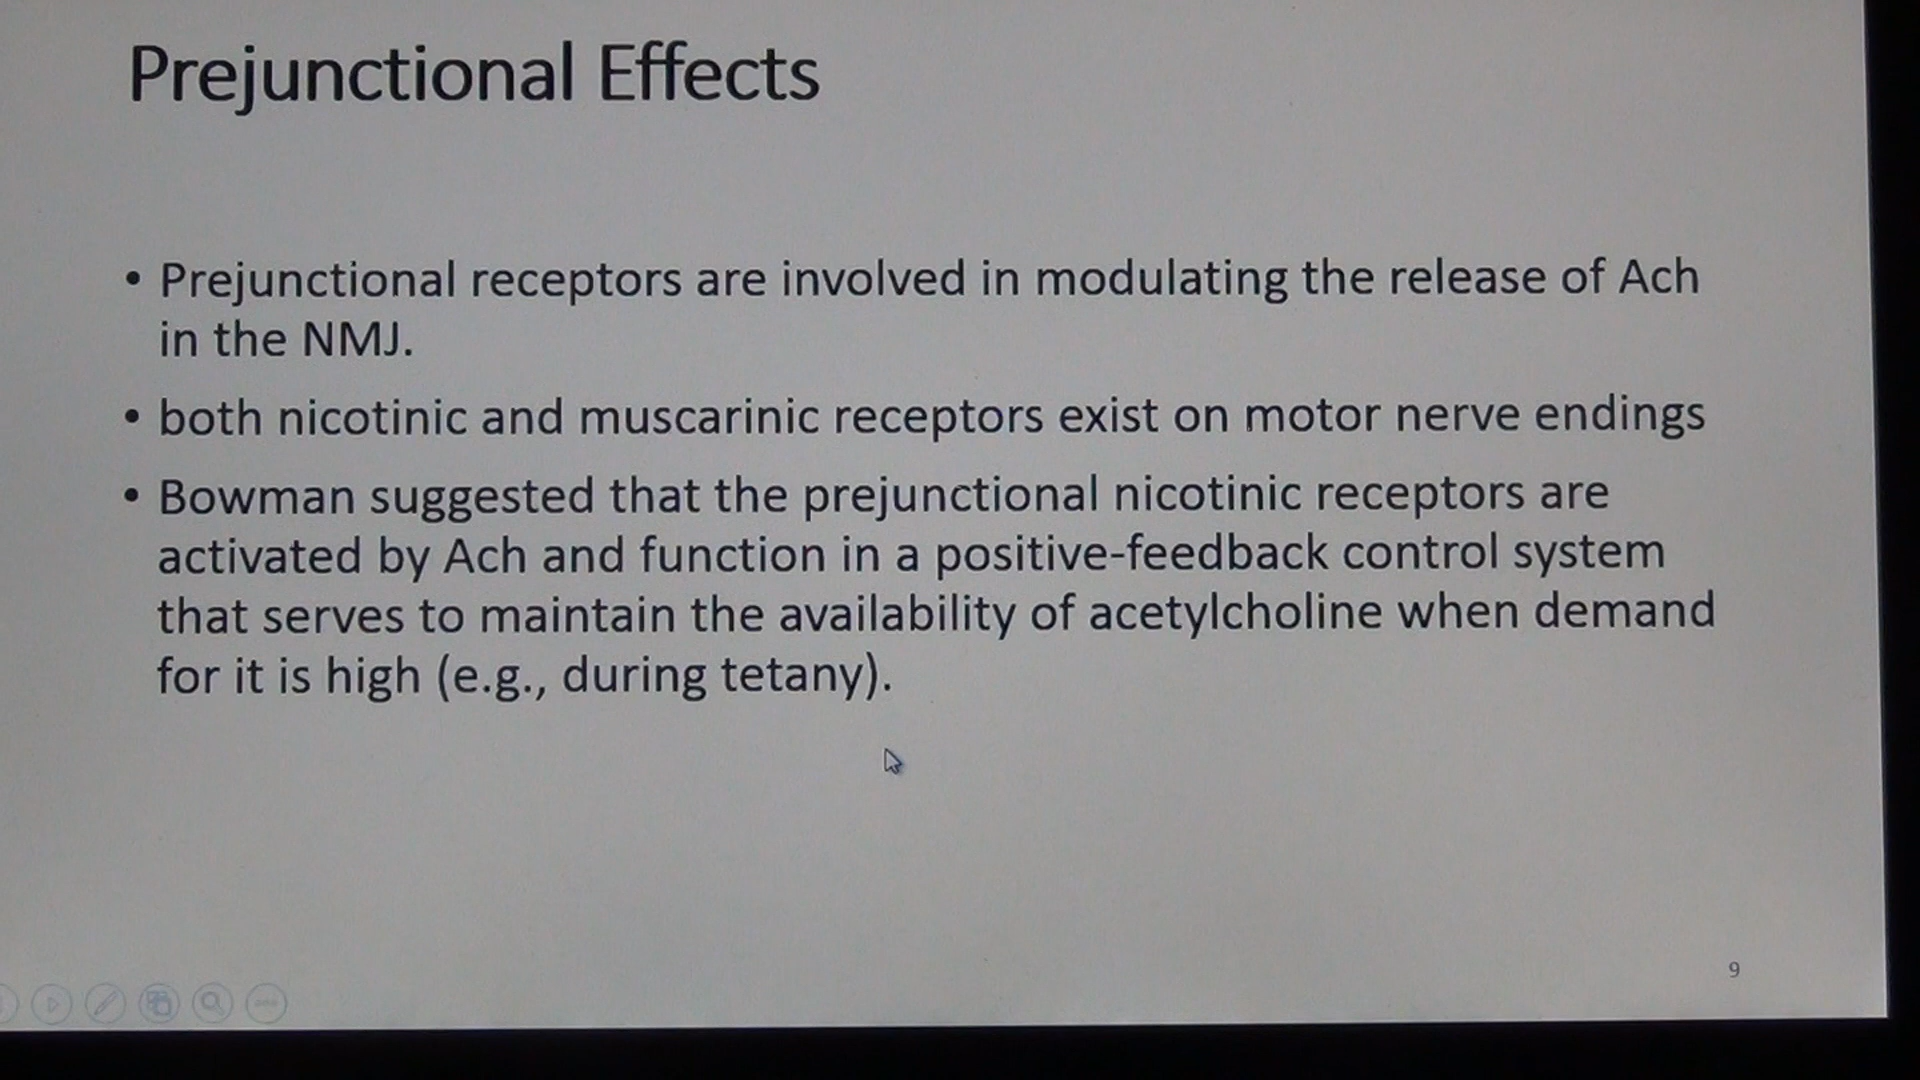 Prejunctional Effects
• Prejunctional receptors are involved in modulating the release of Ach
in the NMJ.
• both nicotinic and muscarinic receptors exist on motor nerve endings
• Bowman suggested that the prejunctional nicotinic receptors are
activated by Ach and function in a positive-feedback control system
that serves to maintain the availability of acetylcholine when demand
for it is high (e.g., during tetany).
9